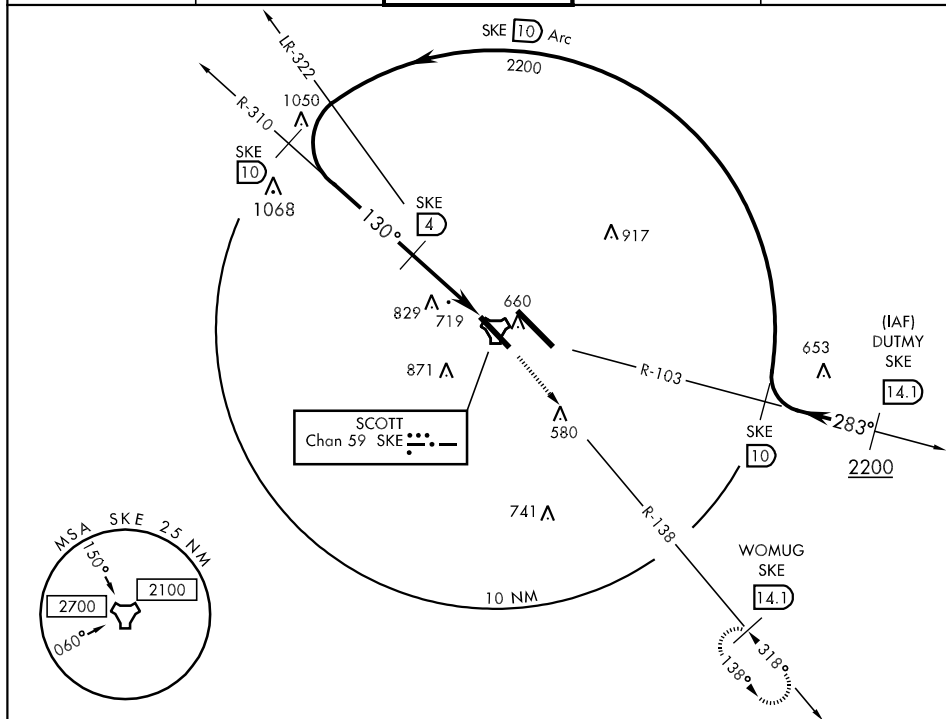 SKE 10 Arc
2200
LR-322
R-310
1050
SKE
10
1068
130°
SKE
4
917
829
719
660
871
(IAF)
DUTMY
SKE
14.1
653
R-103
283°
2200
SKE
10
SCOTT
Chan 59 SKE
580
741
R-138
10 NM
WOMUG
SKE
14.1
318°
138°
MSA SKE 25 NM
150°
2100
2700
060°